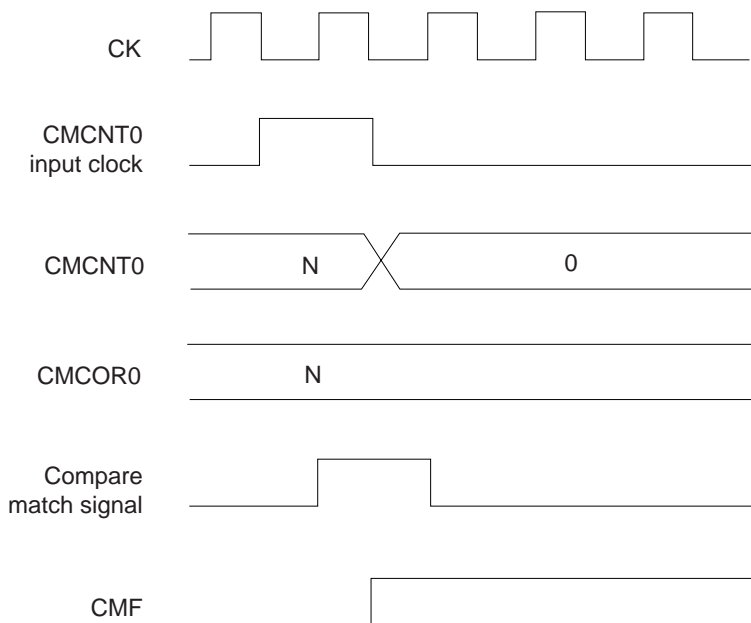 CK
CMCNT0
input clock
CMCNT0
N
0
CMCOR0
N
Compare
match signal
CMF